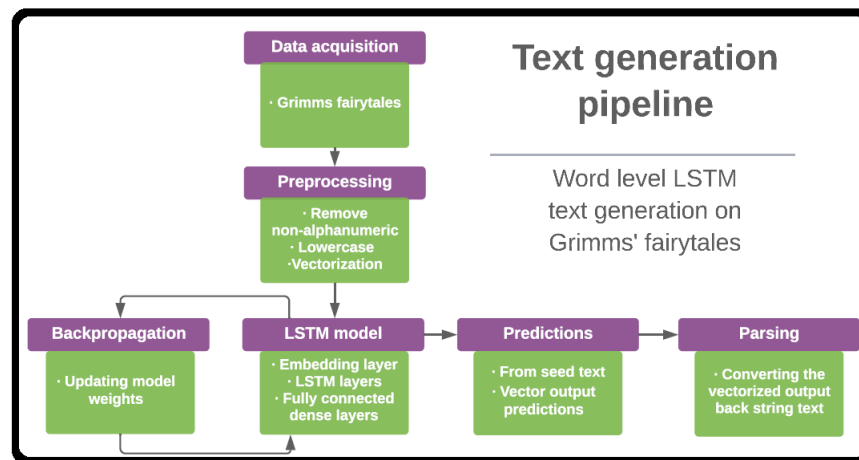 Data acquisition
· Grimms fairytales
Text generation
pipeline
Word level LSTM
text generation on
Grimms' fairytales
Preprocessing
· Remove
non-alphanumeric
· Lowercase
·Vectorization
Backpropagation
· Updating model
weights
LSTM model
· Embedding layer
· LSTM layers
· Fully connected
dense layers
Predictions
· From seed text
· Vector output
predictions
Parsing
· Converting the
vectorized output
back string text